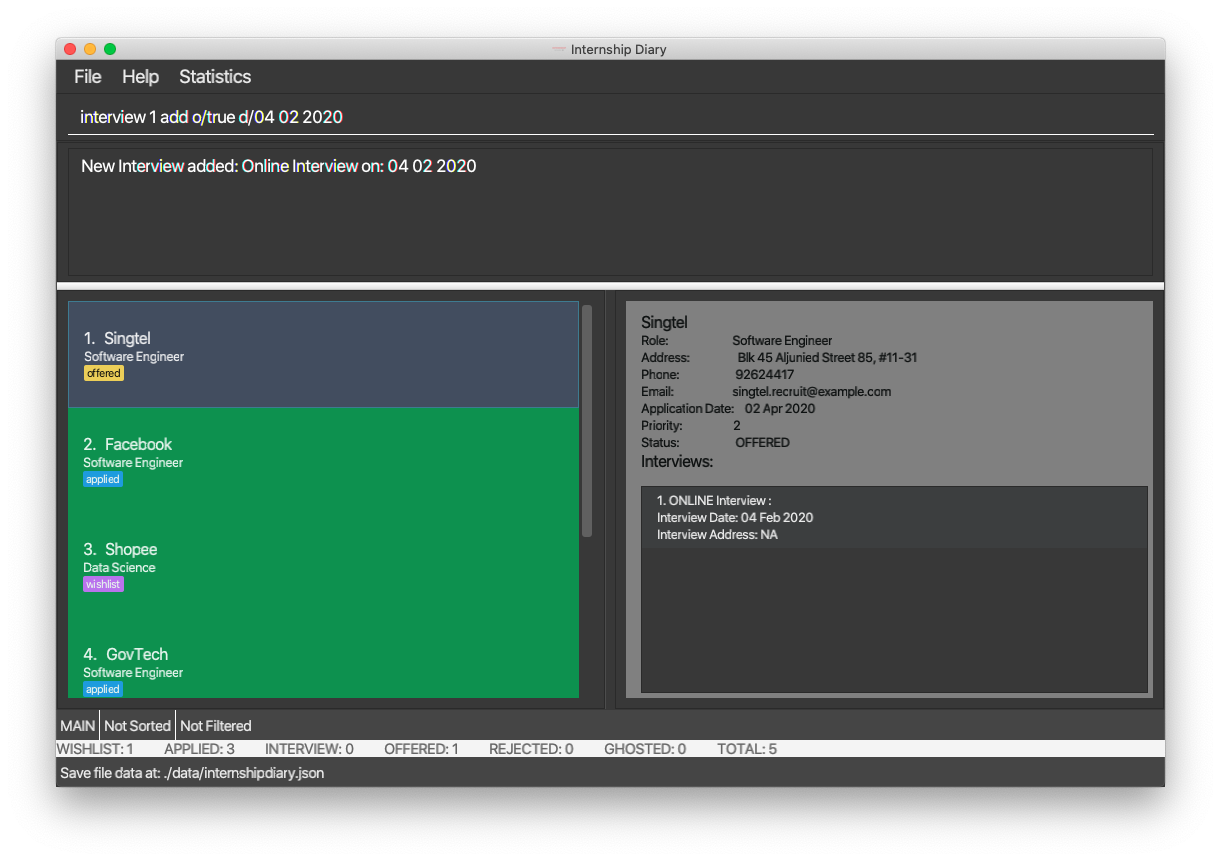 Internship Diary
File Help Statistics
interview 1 add o/true d/04 02 2020
New Interview added: Online Interview on: 04 02 2020
1. Singtel
Software Engineer
offered
2. Facebook
Software Engineer
applied
3. Shopee
Data Science
wishlist
4. GovTech
Software Engineer
applied
Singtel
Role: Software Engineer
Address: Blk 45 Aljunied Street 85, #11-31
Phone: 92624417
Email: singtel.recruit@example.com
Application Date: 02 Apr 2020
Priority: 2
Status: OFFERED
Interviews:
1. ONLINE Interview :
Interview Date: 04 Feb 2020
Interview Address: NA
MAIN Not Sorted Not Filtered
WISHLIST: 1 APPLIED: 3 INTERVIEW: 0 OFFERED: 1 REJECTED: 0 GHOSTED: 0 TOTAL: 5
Save file data at: ./data/internshipdiary.json